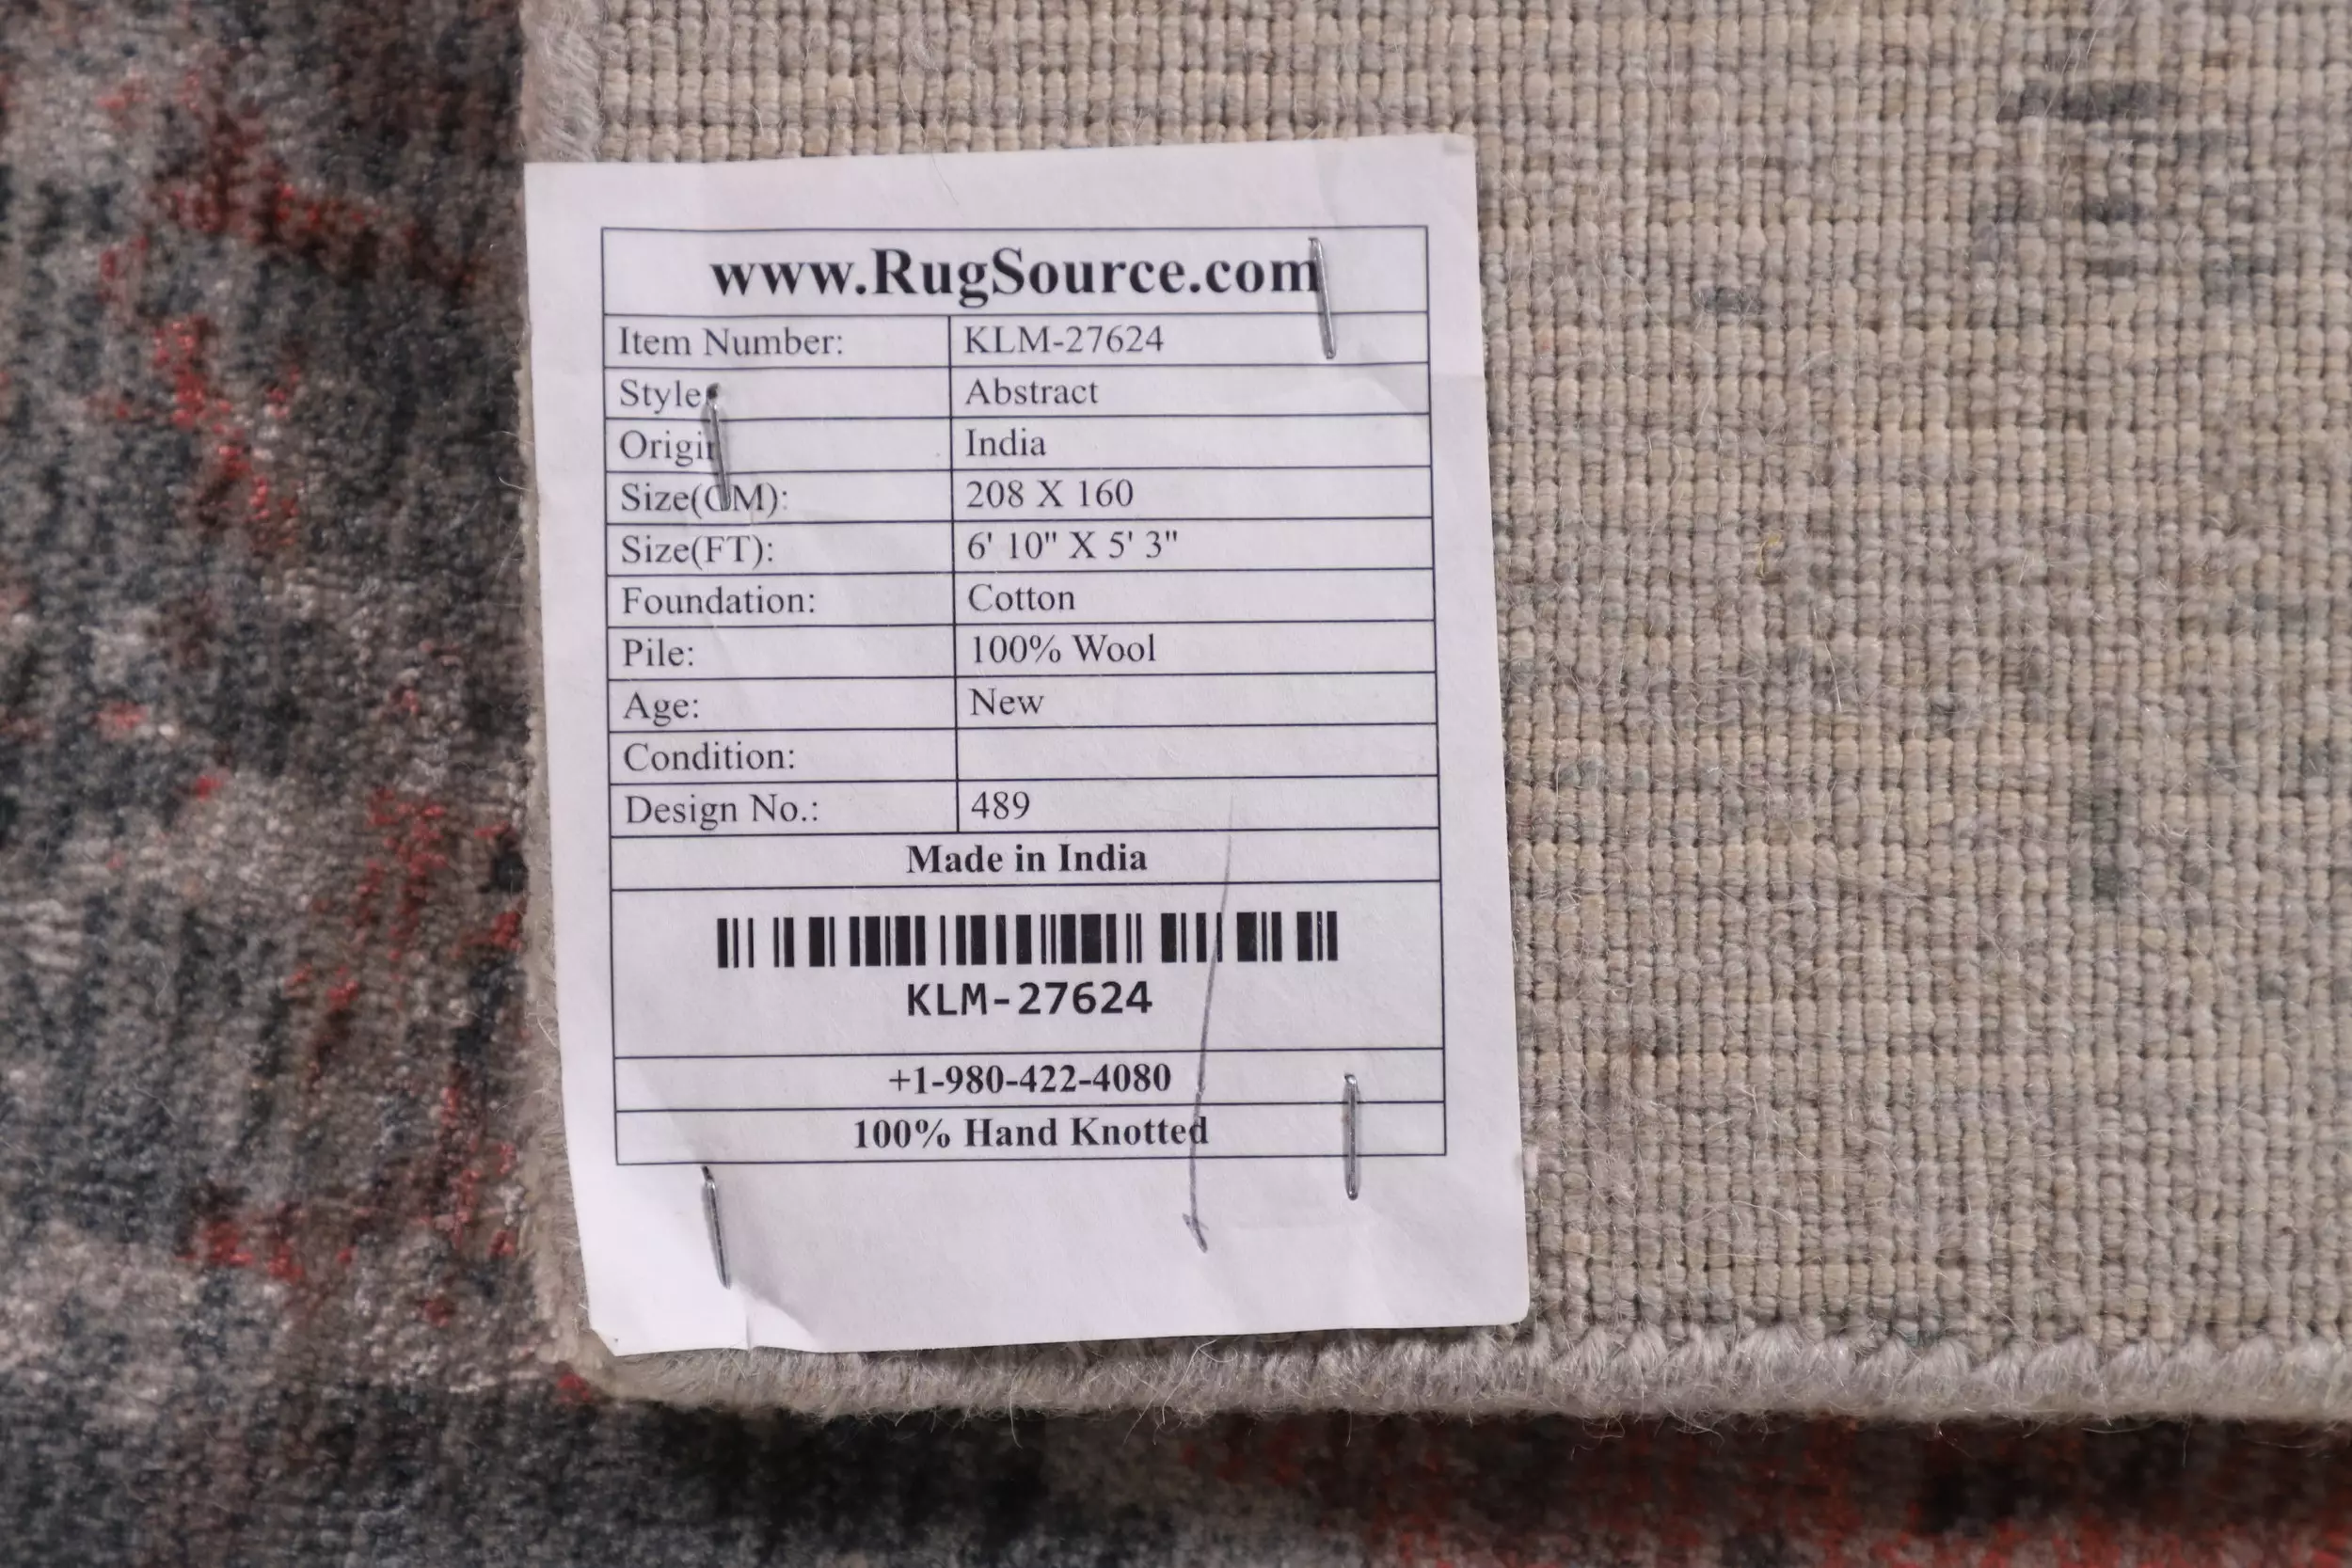 www.RugSource.com
Item Number: KLM-27624
Style: Abstract
Origin India
Size(CM): 208 X 160
Size(FT): 6' 10" X 5' 3"
Foundation: Cotton
Pile: 100% Wool
Age: New
Condition:
Design No.: 489
Made in India
KLM-27624
+1-980-422-4080
100% Hand Knotted